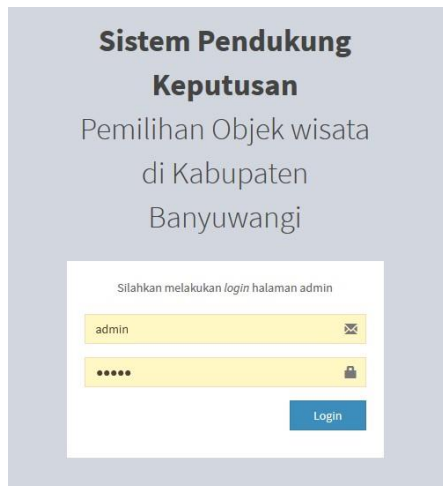 Sistem Pendukung
Keputusan
Pemilihan Objek wisata
di Kabupaten
Banyuwangi
Silahkan melakukan login halaman admin
admin
•••••
Login